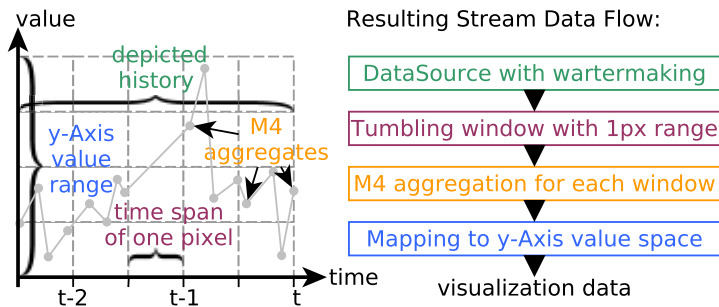 value
depicted
history
y-Axis
value
range
M4
aggregates
time span
of one pixel
time
t-2
t-1
t
Resulting Stream Data Flow:
DataSource with wartermaking
Tumbling window with 1px range
M4 aggregation for each window
Mapping to y-Axis value space
visualization data